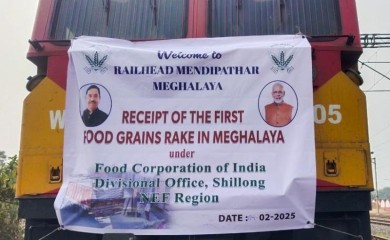 Welcome to
RAILHEAD MENDIPATHAR
MEGHALAYA
RECEIPT OF THE FIRST
FOOD GRAINS RAKE IN MEGHALAYA
under
Food Corporation of India
Divisional Office, Shillong
NEF Region
DATE : 02-2025
05